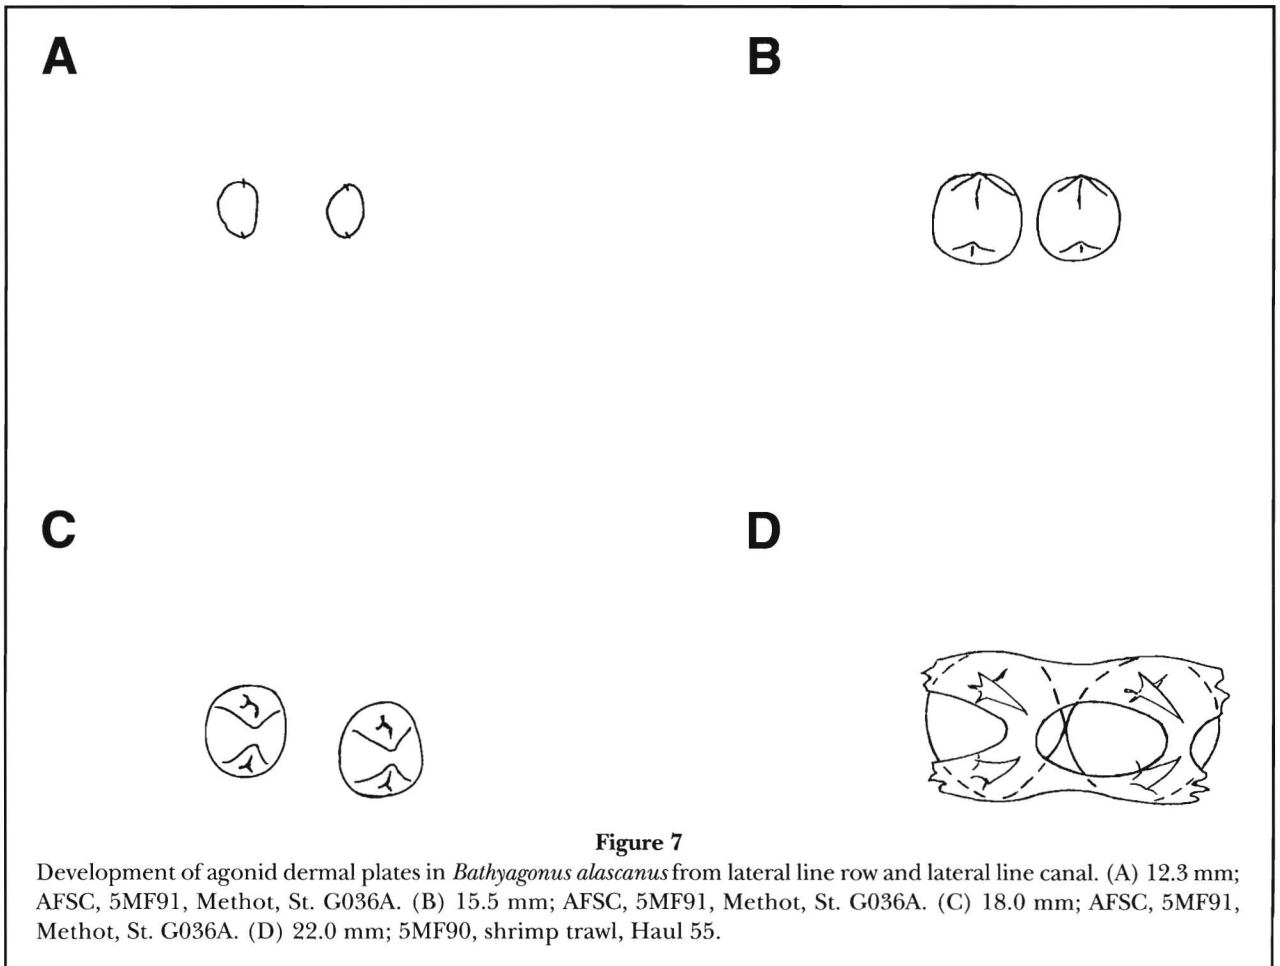 A
B
C
D
Figure 7
Development of agonid dermal plates in Bathyagonus alascanus from lateral line row and lateral line canal. (A) 12.3 mm;
AFSC, 5MF91, Methot, St. G036A. (B) 15.5 mm; AFSC, 5MF91, Methot, St. G036A. (C) 18.0 mm; AFSC, 5MF91,
Methot, St. G036A. (D) 22.0 mm; 5MF90, shrimp trawl, Haul 55.